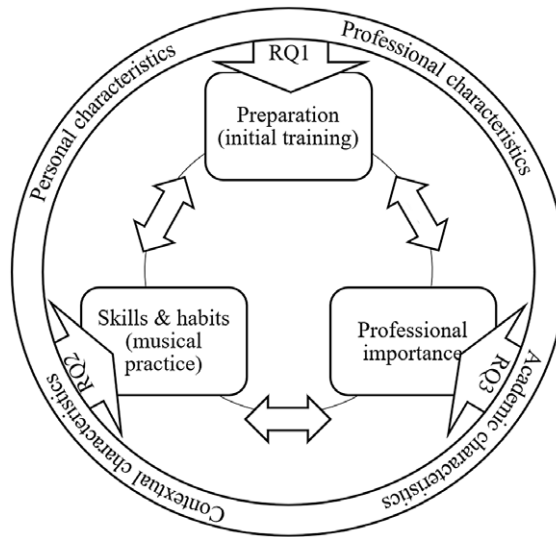 Personal characteristics
Professional characteristics
RQ1
Preparation
(initial training)
Skills & habits
(musical
practice)
Professional
importance
RQ2
RQ3
Contextual characteristics
Academic characteristics